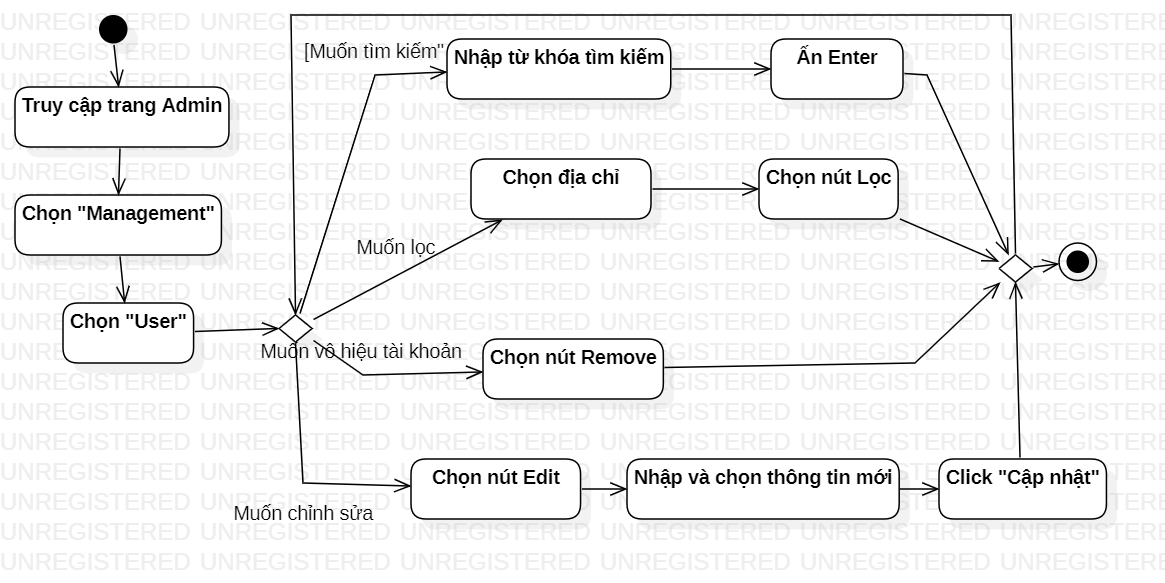 [Muốn tìm kiếm"
Nhập từ khóa tìm kiếm
Ấn Enter
Truy cập trang Admin
Chọn địa chỉ
Chọn nút Lọc
Chọn "Management"
Muốn lọc
Chọn "User"
Muốn vô hiệu tài khoản
Chọn nút Remove
Chọn nút Edit
Nhập và chọn thông tin mới
Click "Cập nhật"
Muốn chỉnh sửa
UNREGISTERED